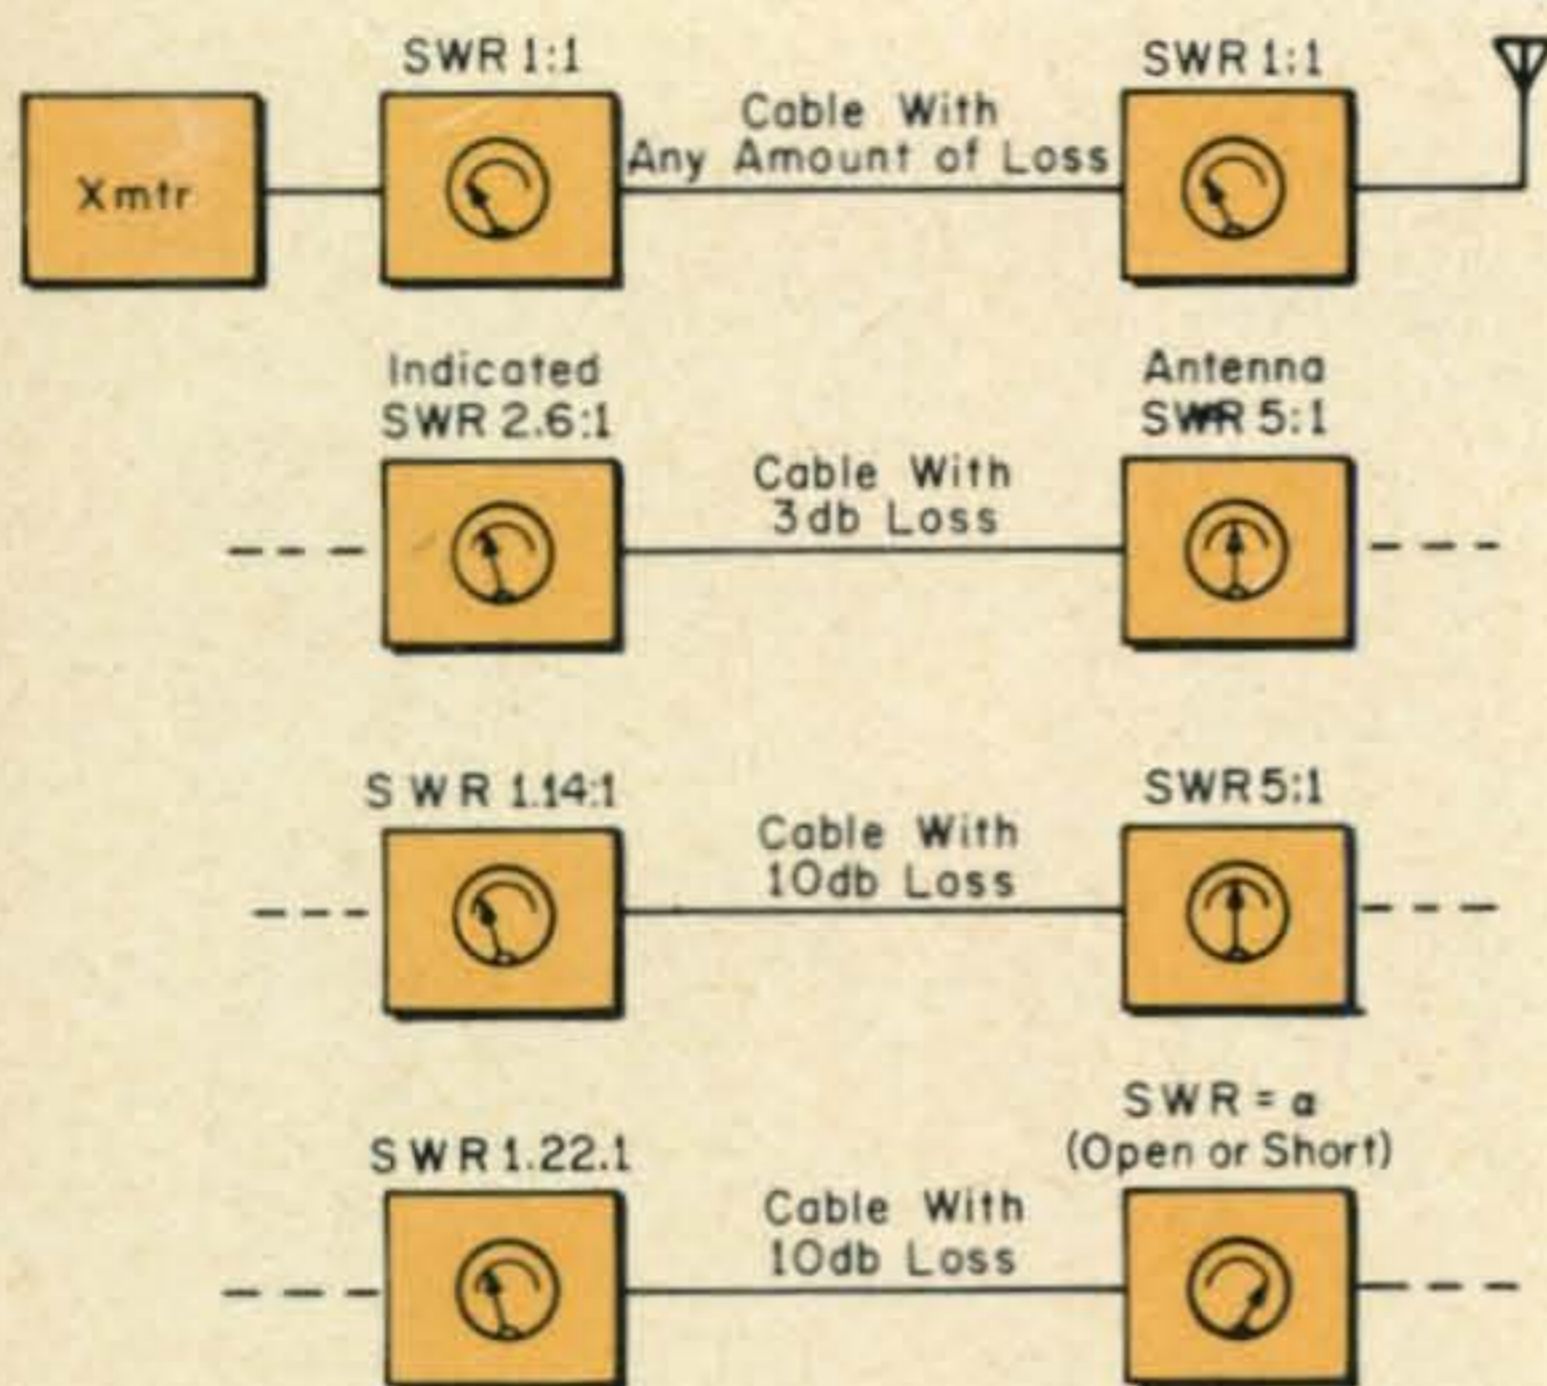 SWR 1:1
SWR 1:1
Xmtr
Cable With
Any Amount of Loss
Indicated
SWR 2.6:1
Antenna
SWR 5:1
Cable With
3db Loss
SWR 1.14:1
SWR 5:1
Cable With
10db Loss
SWR 1.22.1
SWR = α
(Open or Short)
Cable With
10db Loss